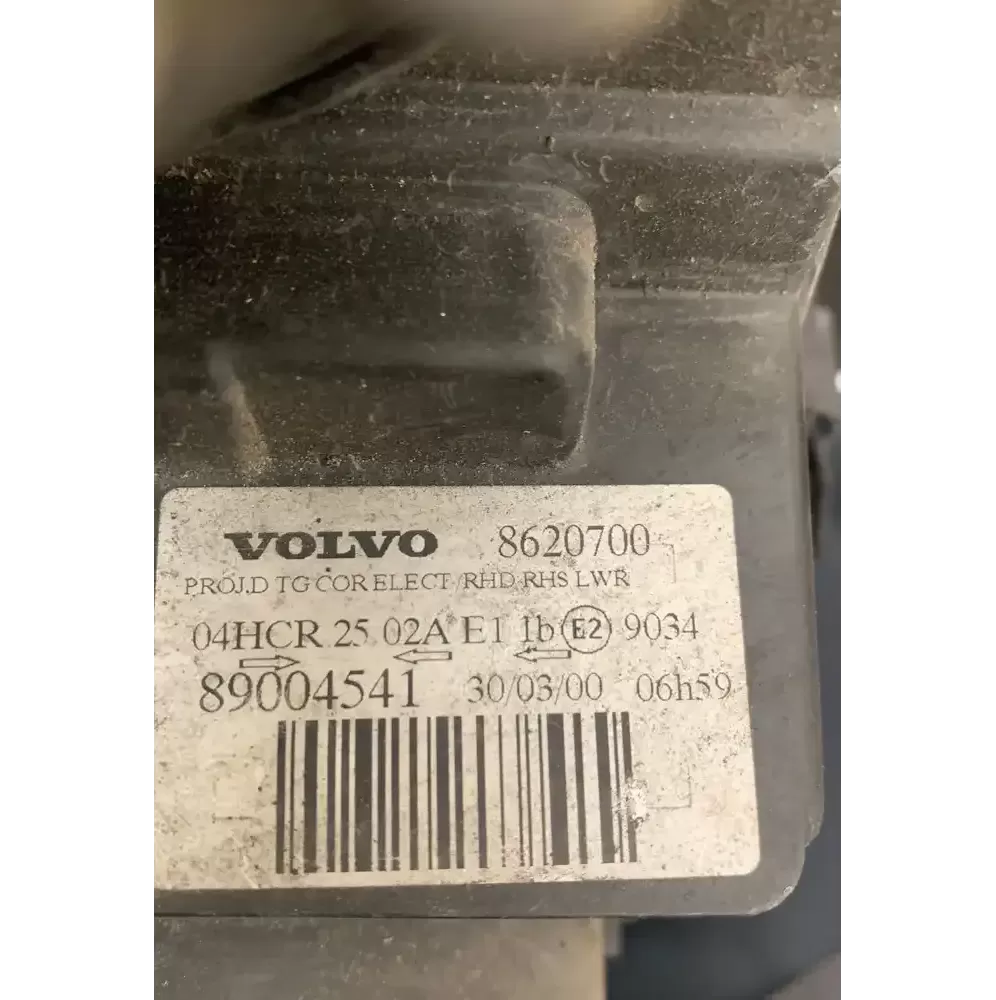 VOLVO 8620700
PROJ.D TG COR ELECT/RHD RHS LWR
04HCR 25 02A E1 1b E2 9034
89004541 30/03/00 06h59